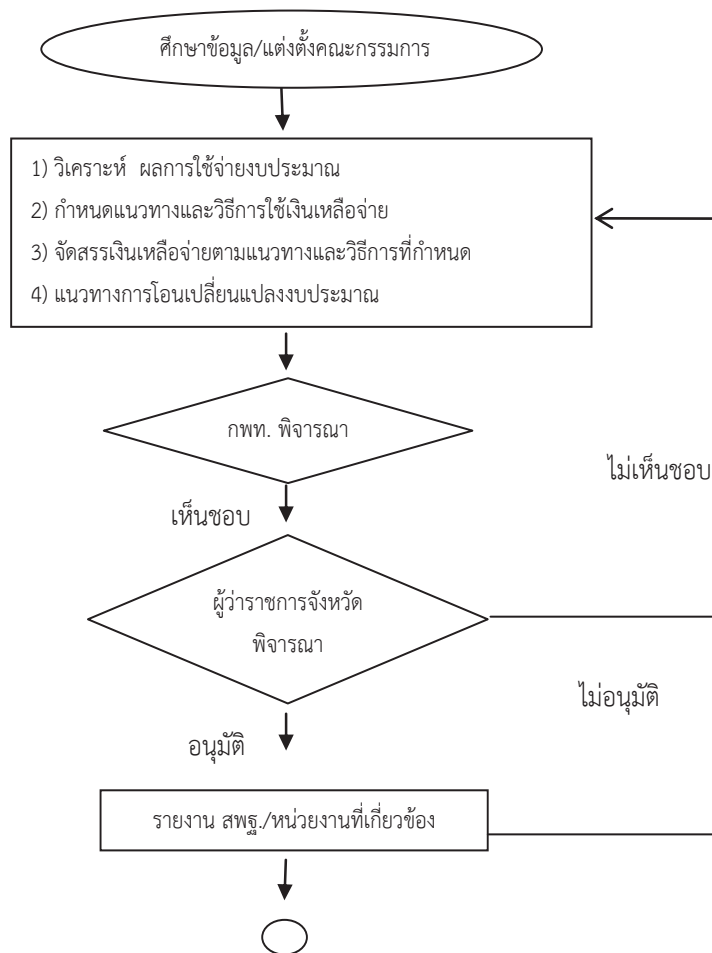 ศึกษาข้อมูล/แต่งตั้งคณะกรรมการ
1) วิเคราะห์ ผลการใช้จ่ายงบประมาณ
2) กำหนดแนวทางและวิธีการใช้เงินเหลือจ่าย
3) จัดสรรเงินเหลือจ่ายตามแนวทางและวิธีการที่กำหนด
4) แนวทางการโอนเปลี่ยนแปลงงบประมาณ
กพท. พิจารณา
ไม่เห็นชอบ
เห็นชอบ
ผู้ว่าราชการจังหวัด
พิจารณา
ไม่อนุมัติ
อนุมัติ
รายงาน สพฐ./หน่วยงานที่เกี่ยวข้อง